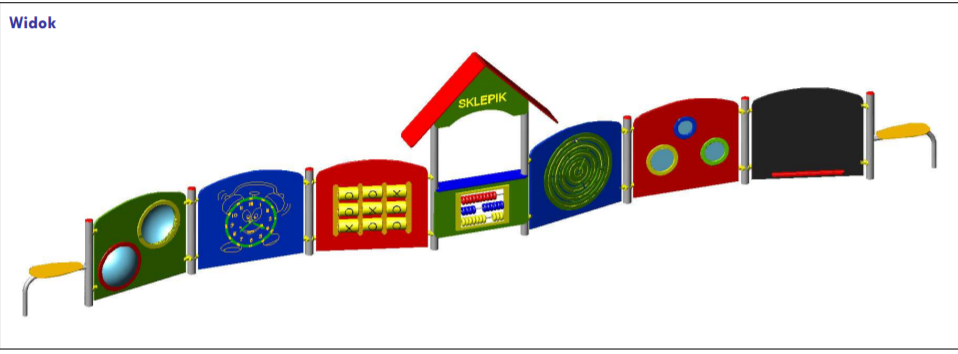 Widok
SKLEPIK
O O X
O X O
X O O